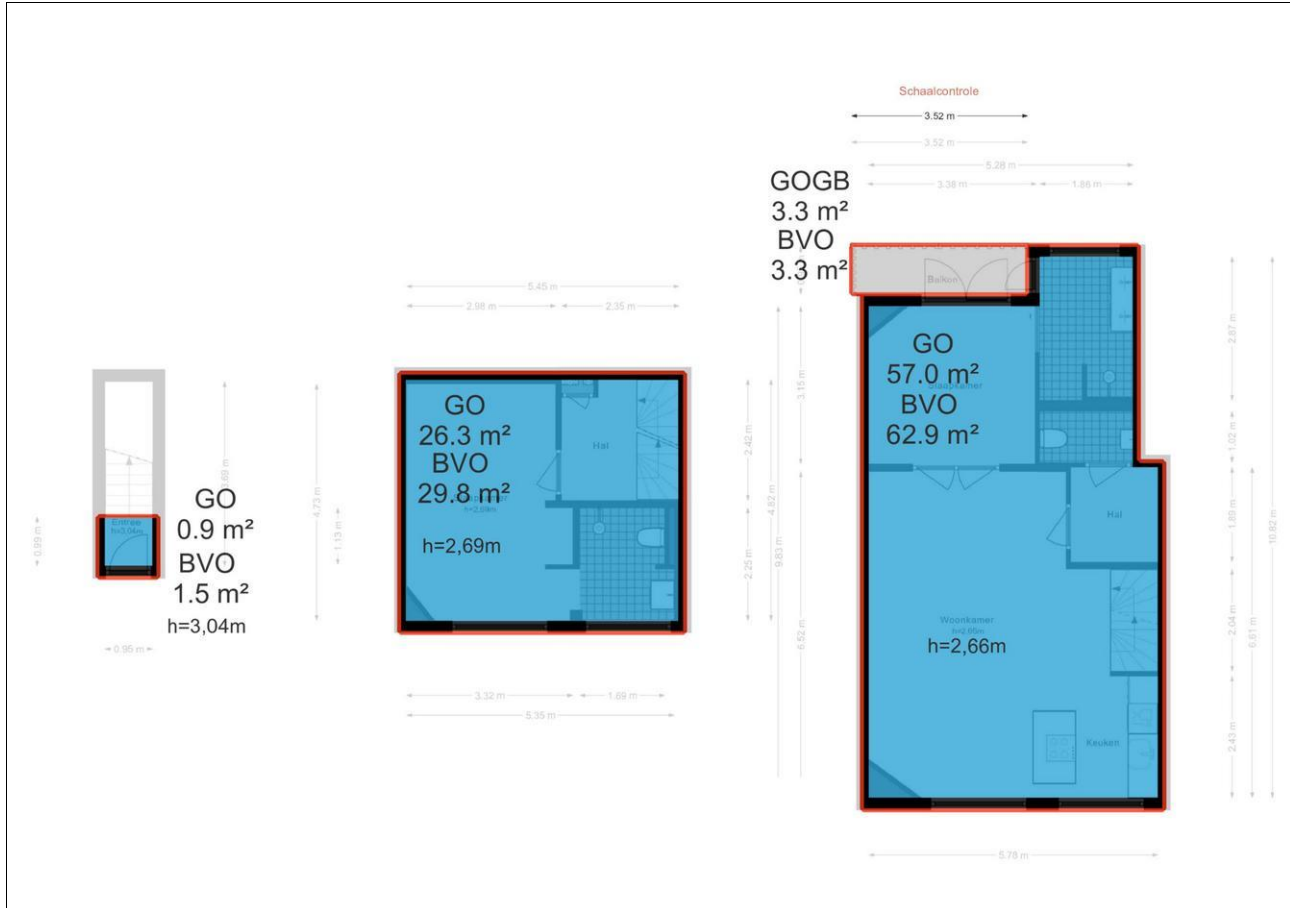 Schaalcontrole
3.52 m
3.52 m
5.28 m
3.38 m
1.86 m
GOGB
3.3 m²
BVO
3.3 m²
Balkon
5.45 m
2.98 m
2.35 m
GO
26.3 m²
BVO
29.8 m²
h=2,69m
Hal
2.42 m
2.25 m
4.82 m
9.83 m
3.15 m
6.52 m
3.32 m
1.69 m
5.35 m
Entree
h=3,04m
GO
0.9 m²
BVO
1.5 m²
h=3,04m
0.99 m
0.95 m
4.73 m
1.13 m
GO
57.0 m²
Slaapkamer
BVO
62.9 m²
Hal
Woonkamer
h=2,66m
Keuken
2.87 m
1.02 m
1.89 m
2.04 m
2.43 m
6.61 m
10.82 m
5.78 m